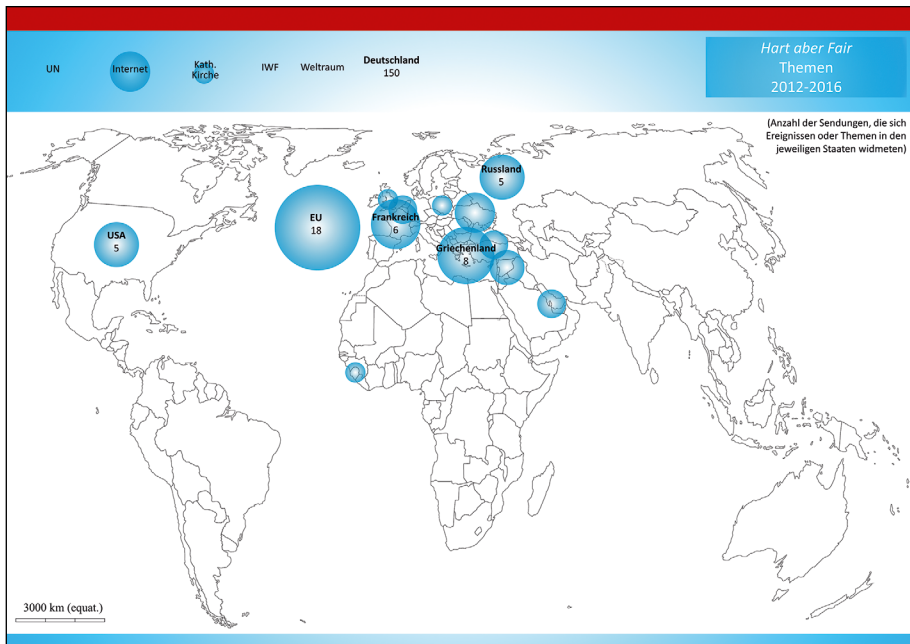 UN
Internet
Kath.
Kirche
IWF
Weltraum
Deutschland
150
Hart aber Fair
Themen
2012-2016
(Anzahl der Sendungen, die sich
Ereignissen oder Themen in den
jeweiligen Staaten widmeten)
Russland
5
EU
18
Frankreich
6
USA
5
Griechenland
8
3000 km (equat.)